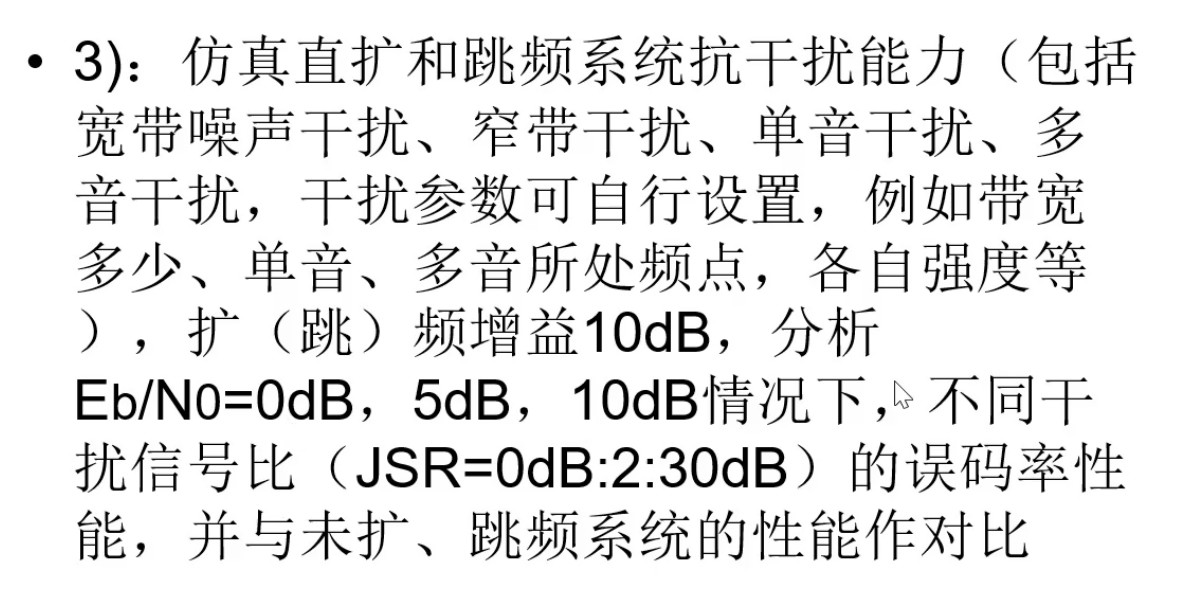 • 3)：仿真直扩和跳频系统抗干扰能力（包括
宽带噪声干扰、窄带干扰、单音干扰、多
音干扰，干扰参数可自行设置，例如带宽
多少、单音、多音所处频点，各自强度等
），扩（跳）频增益10dB，分析
Eb/N0=0dB，5dB，10dB情况下，不同干
扰信号比（JSR=0dB:2:30dB）的误码率性
能，并与未扩、跳频系统的性能作对比